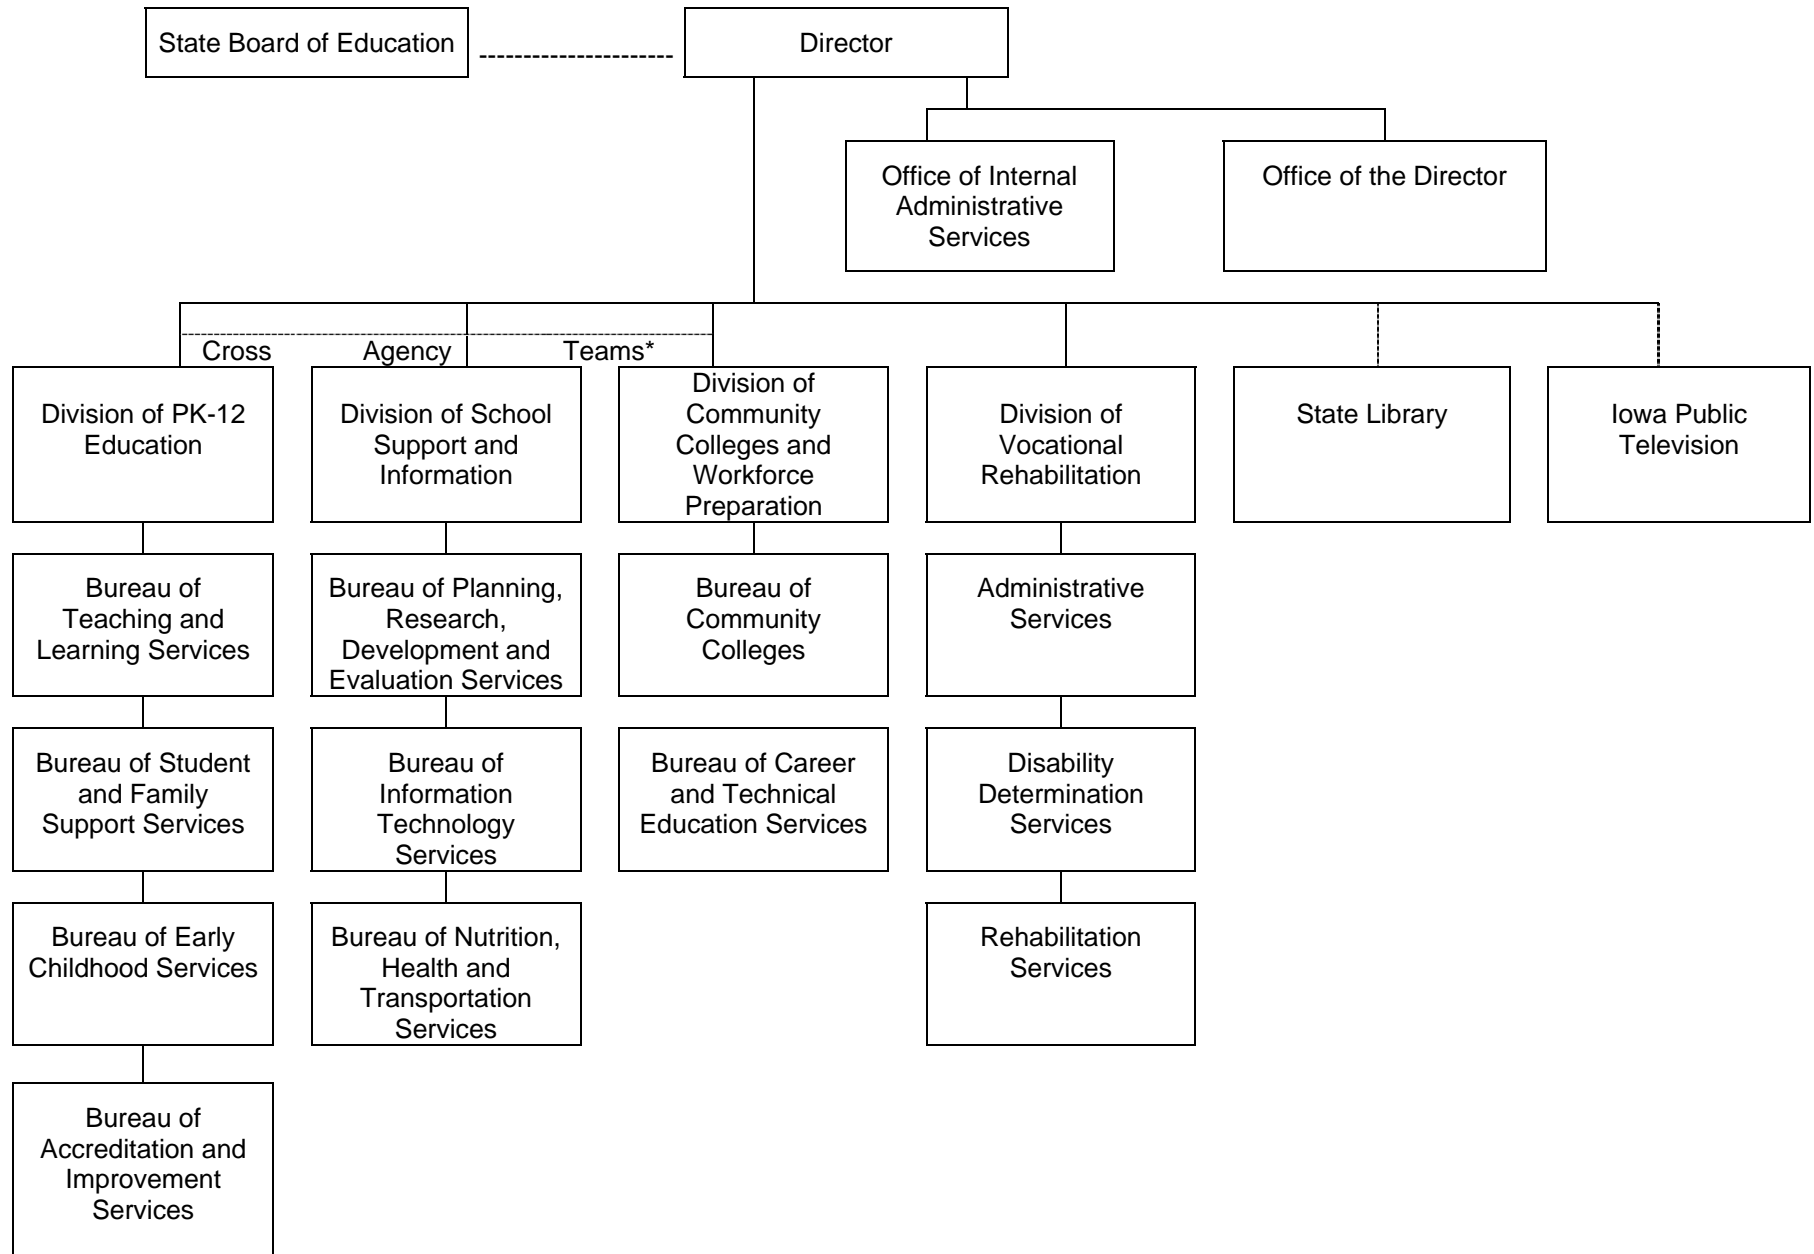 State Board of Education
Director
Office of Internal
Administrative
Services
Office of the Director
Cross Agency Teams*
Division of PK-12
Education
Division of School
Support and
Information
Division of
Community
Colleges and
Workforce
Preparation
Division of
Vocational
Rehabilitation
State Library
Iowa Public
Television
Bureau of
Teaching and
Learning Services
Bureau of Planning,
Research,
Development and
Evaluation Services
Bureau of
Community
Colleges
Administrative
Services
Bureau of Student
and Family
Support Services
Bureau of
Information
Technology
Services
Bureau of Career
and Technical
Education Services
Disability
Determination
Services
Bureau of Early
Childhood Services
Bureau of Nutrition,
Health and
Transportation
Services
Rehabilitation
Services
Bureau of
Accreditation and
Improvement
Services